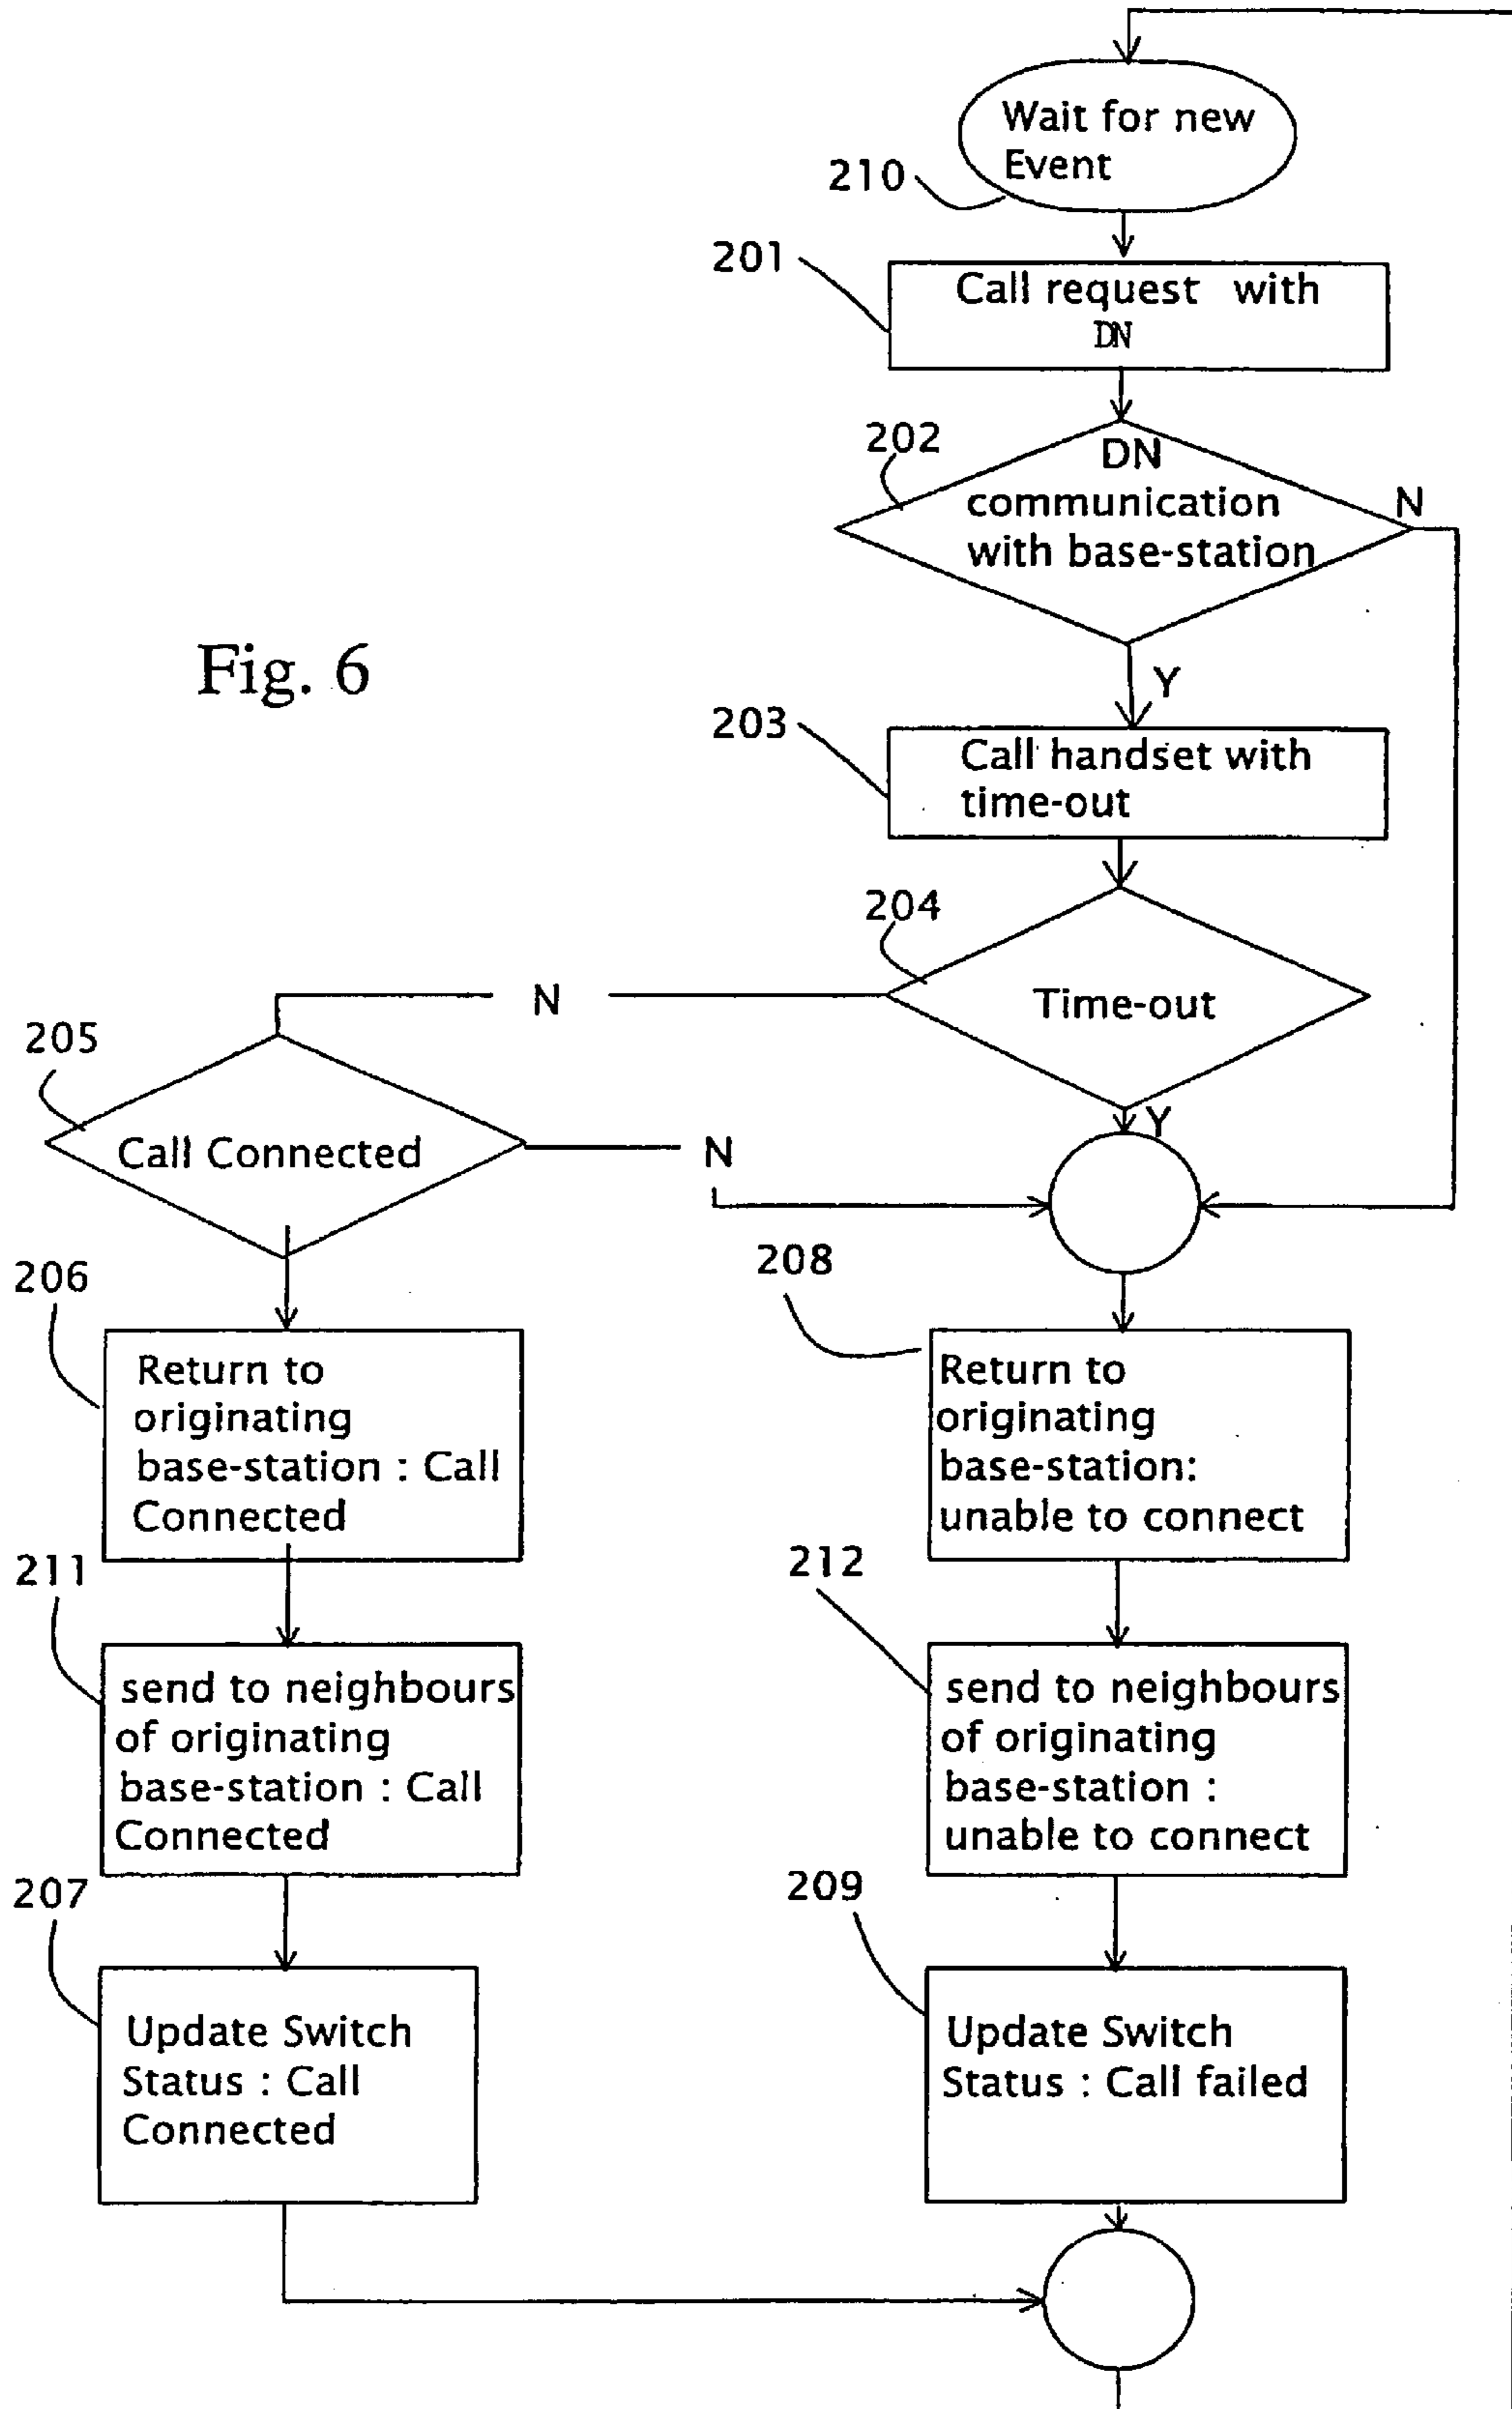 Wait for new
Event
210
201
Call request with
DN
202
DN
communication
with base-station
N
Fig. 6
Y
203
Call handset with
time-out
204
N
Time-out
205
Y
Call Connected
N
206
208
Return to
originating
base-station : Call
Connected
Return to
originating
base-station:
unable to connect
211
212
send to neighbours
of originating
base-station : Call
Connected
send to neighbours
of originating
base-station :
unable to connect
207
209
Update Switch
Status : Call
Connected
Update Switch
Status : Call failed